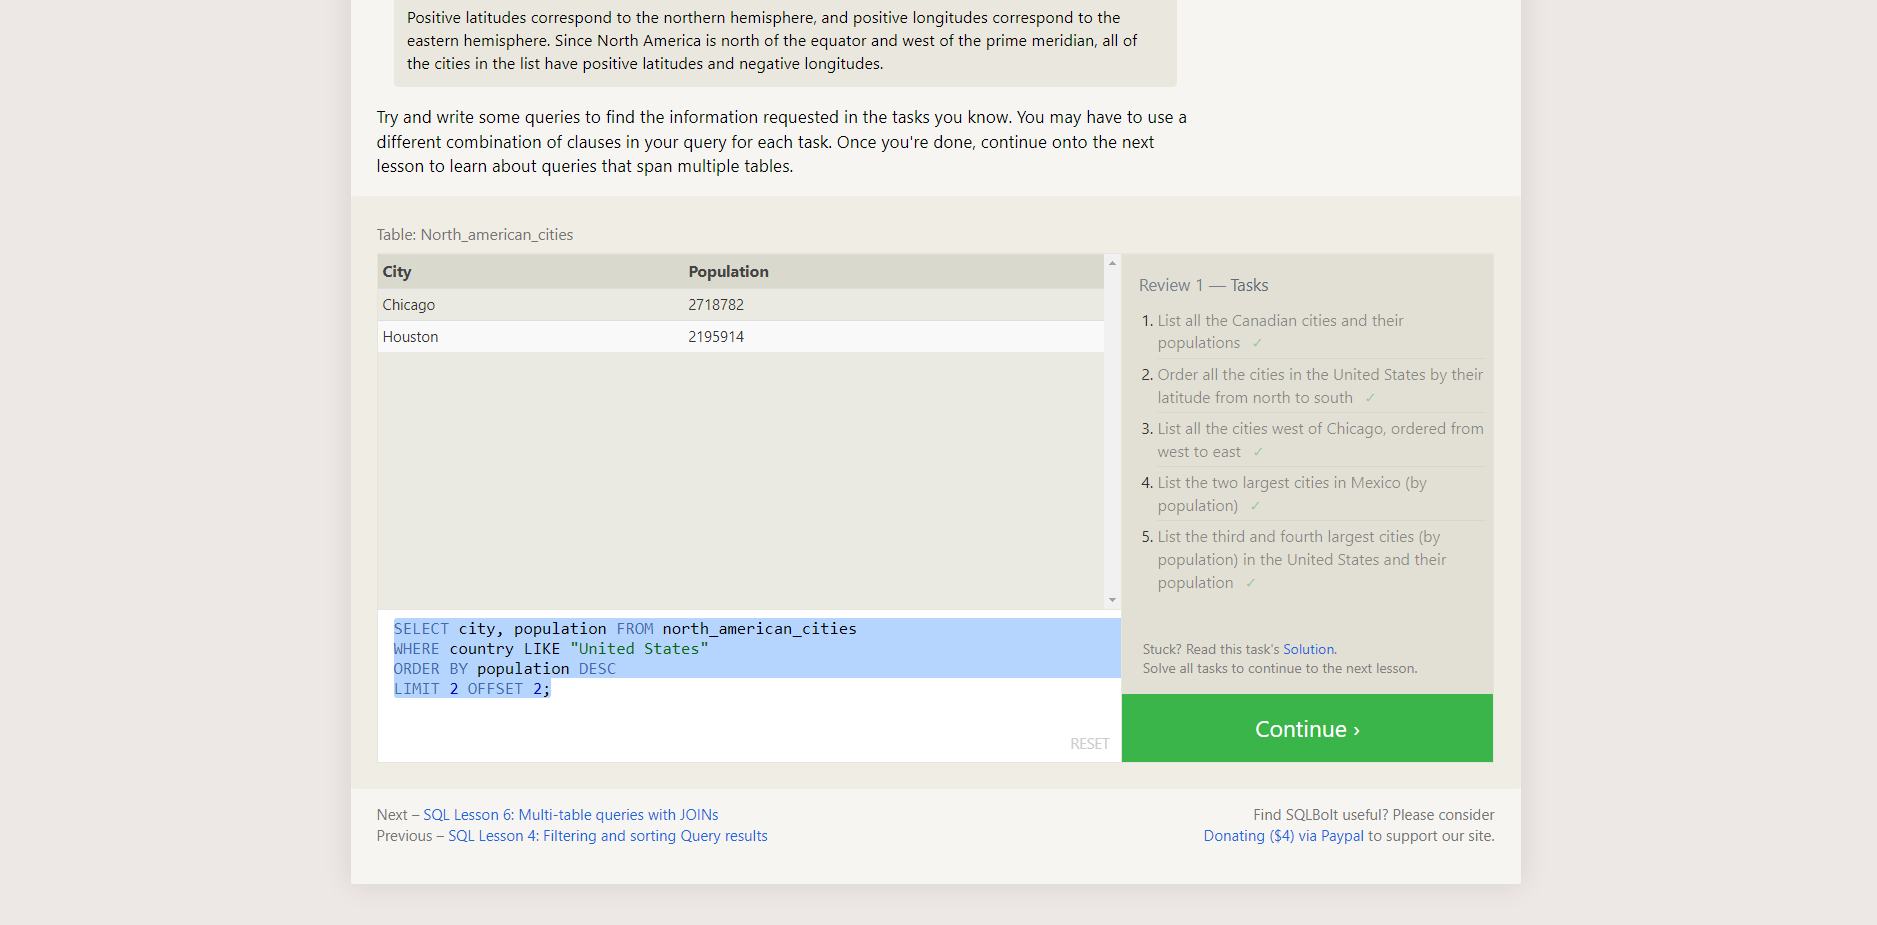 Positive latitudes correspond to the northern hemisphere, and positive longitudes correspond to the
eastern hemisphere. Since North America is north of the equator and west of the prime meridian, all of
the cities in the list have positive latitudes and negative longitudes.
Try and write some queries to find the information requested in the tasks you know. You may have to use a
different combination of clauses in your query for each task. Once you're done, continue onto the next
lesson to learn about queries that span multiple tables.
Table: North_american_cities
City Population
Chicago 2718782
Houston 2195914
SELECT city, population FROM north_american_cities
WHERE country LIKE "United States"
ORDER BY population DESC
LIMIT 2 OFFSET 2;
RESET
Review 1 — Tasks
1. List all the Canadian cities and their
populations ✓
2. Order all the cities in the United States by their
latitude from north to south ✓
3. List all the cities west of Chicago, ordered from
west to east ✓
4. List the two largest cities in Mexico (by
population) ✓
5. List the third and fourth largest cities (by
population) in the United States and their
population ✓
Stuck? Read this task's Solution.
Solve all tasks to continue to the next lesson.
Continue ›
Next – SQL Lesson 6: Multi-table queries with JOINs
Previous – SQL Lesson 4: Filtering and sorting Query results
Find SQLBolt useful? Please consider
Donating ($4) via Paypal to support our site.